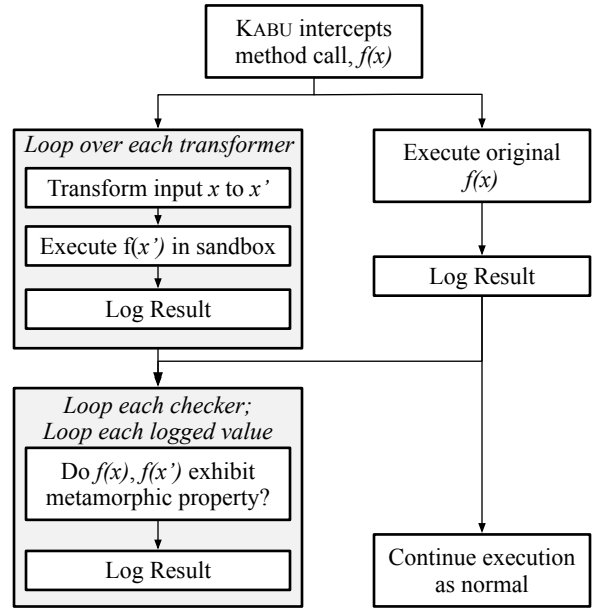 KABU intercepts
method call, f(x)
Loop over each transformer
Transform input x to x’
Execute f(x’) in sandbox
Log Result
Execute original
f(x)
Log Result
Loop each checker;
Loop each logged value
Do f(x), f(x’) exhibit
metamorphic property?
Log Result
Continue execution
as normal